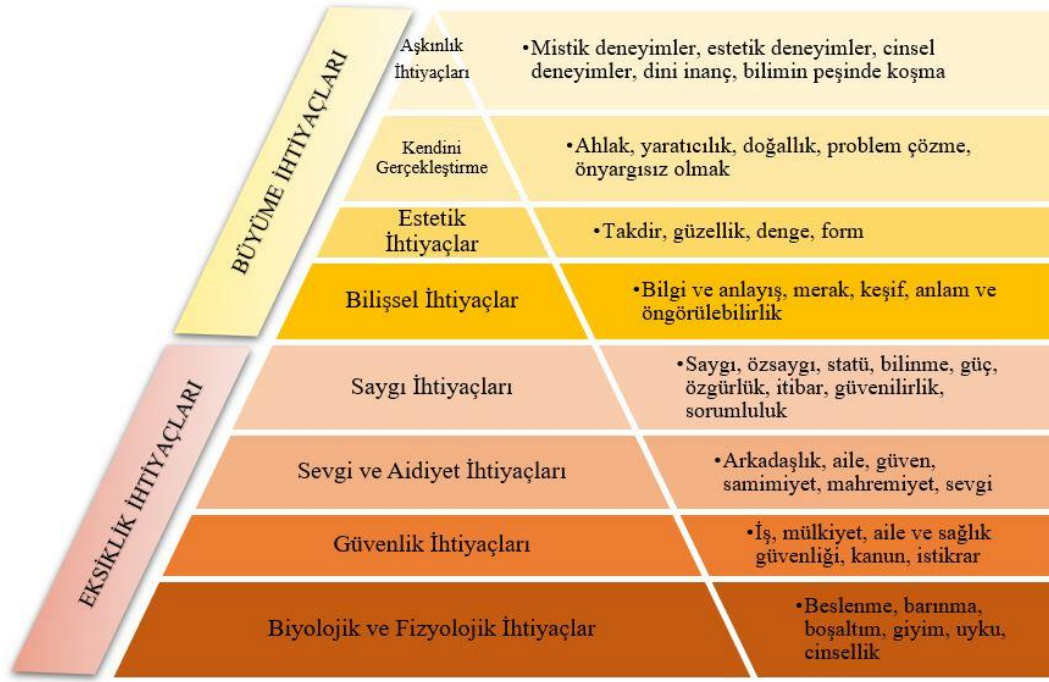 BÜYÜME İHTİYAÇLARI
Aşkınlık
İhtiyaçları
•Mistik deneyimler, estetik deneyimler, cinsel
deneyimler, dini inanç, bilimin peşinde koşma
Kendini
Gerçekleştirme
•Ahlak, yaratıcılık, doğallık, problem çözme,
önyargısız olmak
Estetik
İhtiyaçlar
•Takdir, güzellik, denge, form
Bilişsel İhtiyaçlar
•Bilgi ve anlayış, merak, keşif, anlam ve
öngörülebilirlik
EKSİKLİK İHTİYAÇLARI
Saygı İhtiyaçları
•Saygı, özsaygı, statü, bilinme, güç,
özgürlük, itibar, güvenilirlik,
sorumluluk
Sevgi ve Aidiyet İhtiyaçları
•Arkadaşlık, aile, güven,
samimiyet, mahremiyet, sevgi
Güvenlik İhtiyaçları
•İş, mülkiyet, aile ve sağlık
güvenliği, kanun, istikrar
Biyolojik ve Fizyolojik İhtiyaçlar
•Beslenme, barınma,
boşaltım, giyim, uyku,
cinsellik